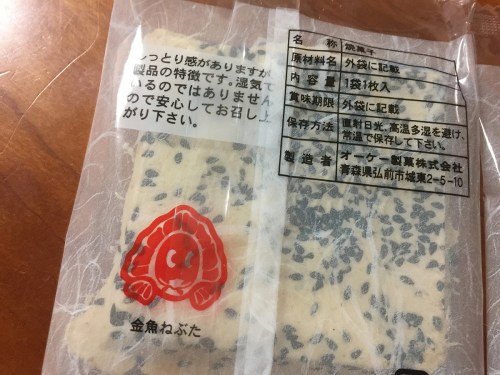 しっとり感がありますが
製品の特徴です。湿気て
いるのではありません
ので安心してお召し上
がり下さい。
名 称 焼菓子
原材料名 外袋に記載
内容量 1袋1枚入
賞味期限 外袋に記載
保存方法 直射日光、高温多湿を避け、
常温で保存して下さい。
製造者 オーケー製菓株式会社
青森県弘前市城東2-5-10
金魚ねぶた